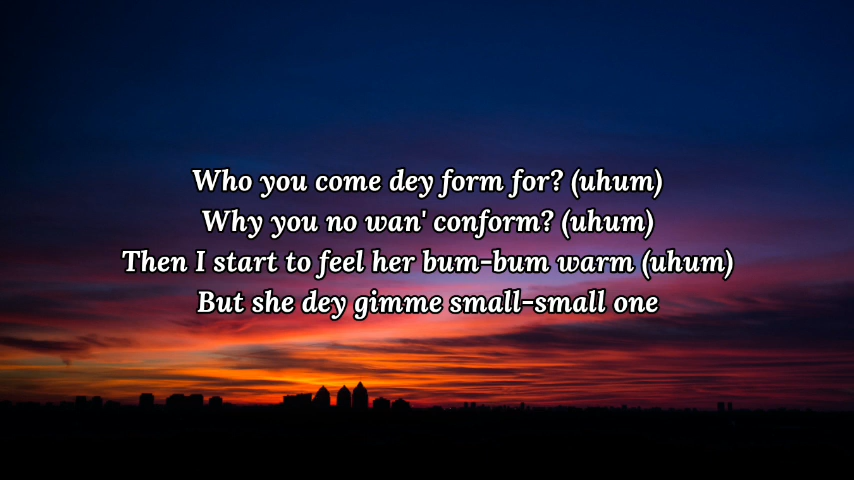 Who you come dey form for? (uhum)
Why you no wan' conform? (uhum)
Then I start to feel her bum-bum warm (uhum)
But she dey gimme small-small one